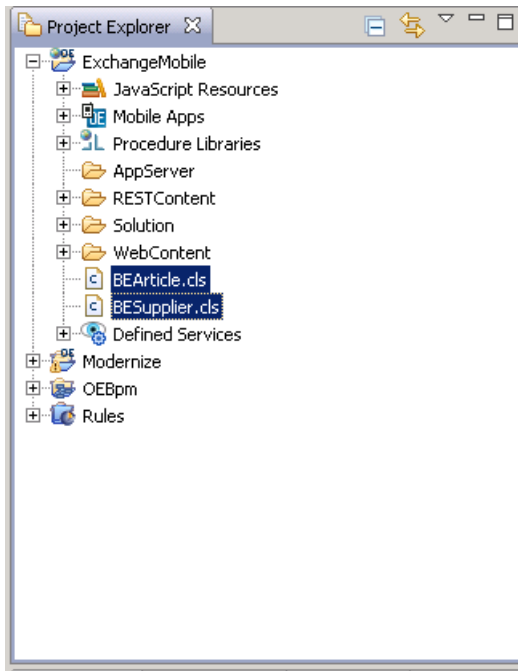 Project Explorer
ExchangeMobile
JavaScript Resources
Mobile Apps
Procedure Libraries
AppServer
RESTContent
Solution
WebContent
BEArticle.cls
BESupplier.cls
Defined Services
Modernize
OEBpm
Rules